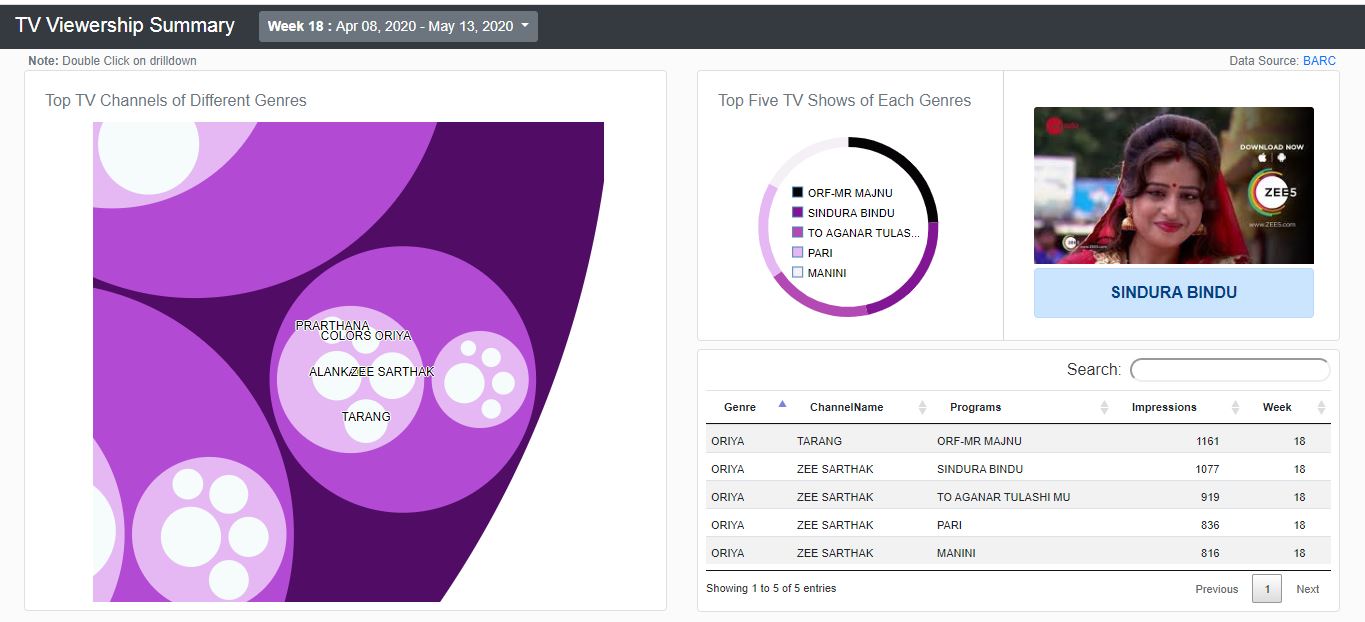 TV Viewership Summary
Week 18 : Apr 08, 2020 - May 13, 2020
Note: Double Click on drilldown
Data Source: BARC
Top TV Channels of Different Genres
PRARTHANA
COLORS ORIYA
ZEE SARTHAK
TARANG
Top Five TV Shows of Each Genres
ORF-MR MAJNU
SINDURA BINDU
TO AGANAR TULAS...
PARI
MANINI
DOWNLOAD NOW
ZEE5
www.ZEE5.com
SINDURA BINDU
Search:
Genre ChannelName Programs Impressions Week
ORIYA TARANG ORF-MR MAJNU 1161 18
ORIYA ZEE SARTHAK SINDURA BINDU 1077 18
ORIYA ZEE SARTHAK TO AGANAR TULASHI MU 919 18
ORIYA ZEE SARTHAK PARI 836 18
ORIYA ZEE SARTHAK MANINI 816 18
Showing 1 to 5 of 5 entries
Previous 1 Next